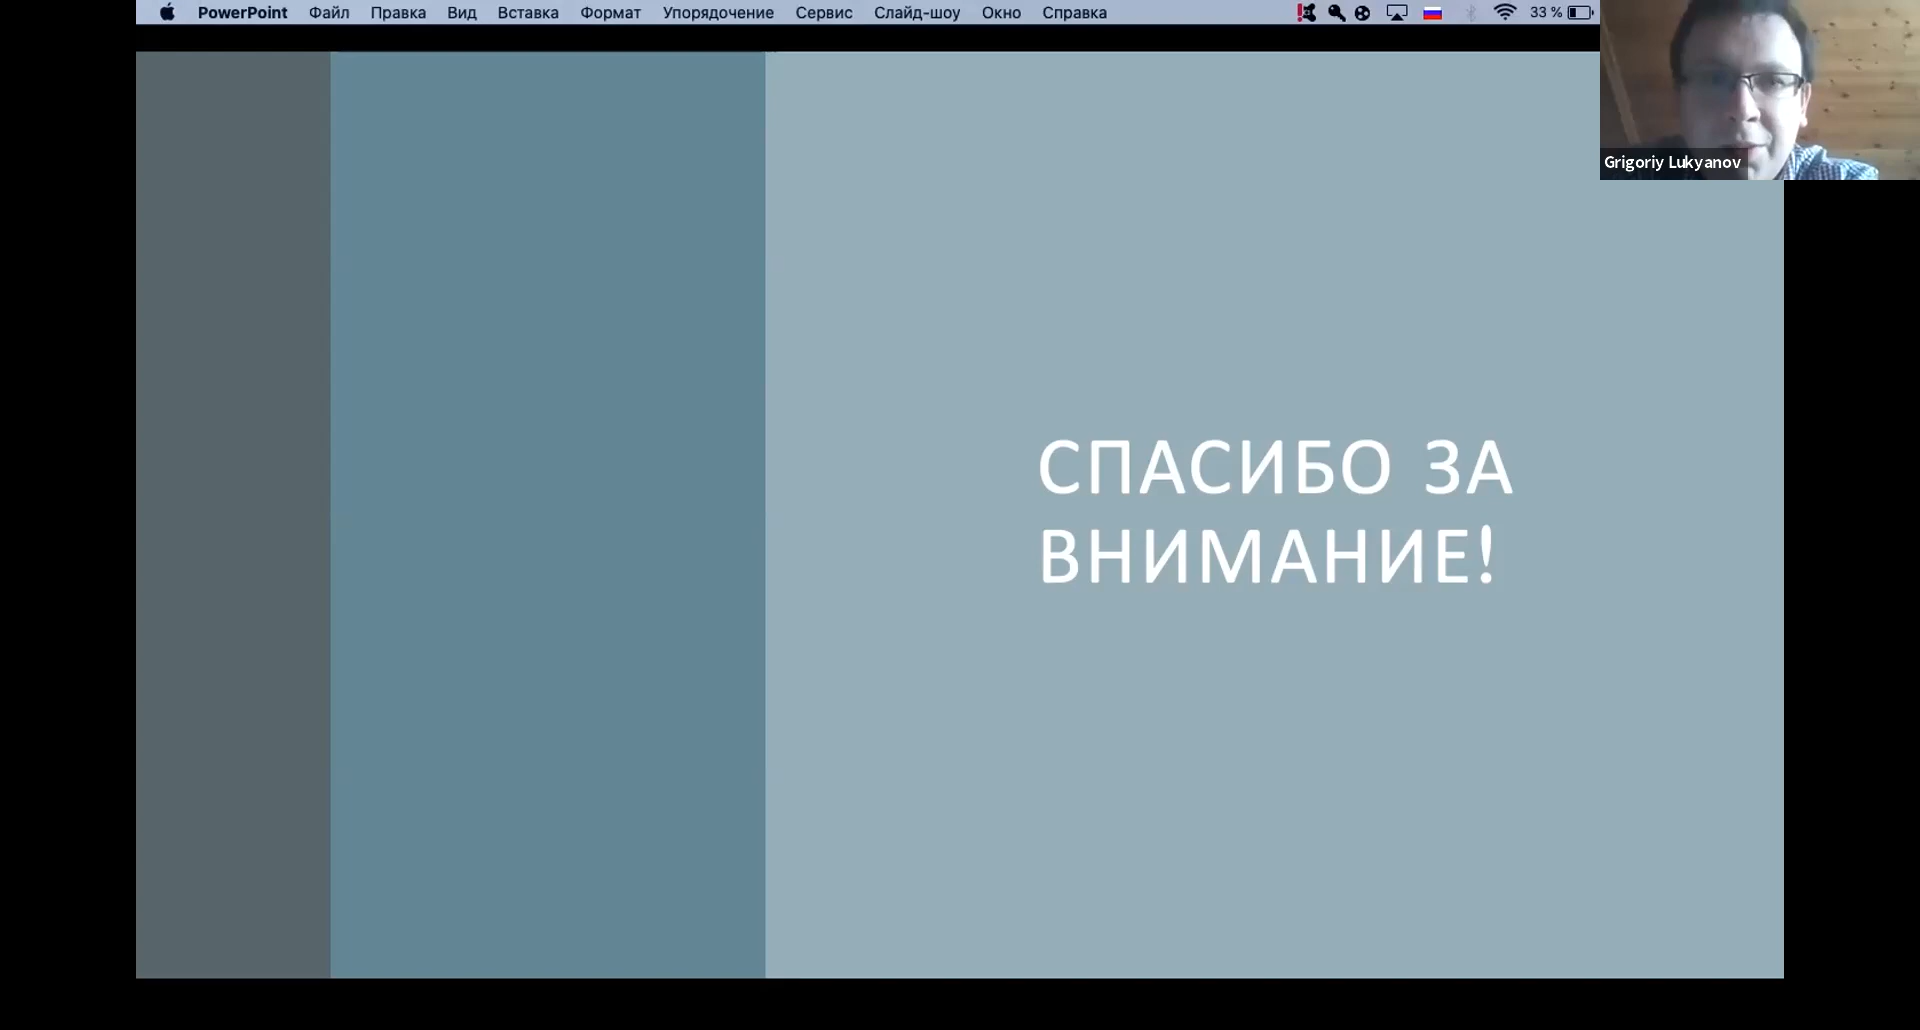 PowerPoint Файл Правка Вид Вставка Формат Упорядочение Сервис Слайд-шоу Окно Справка 33 %
Grigoriy Lukyanov
СПАСИБО ЗА
ВНИМАНИЕ!